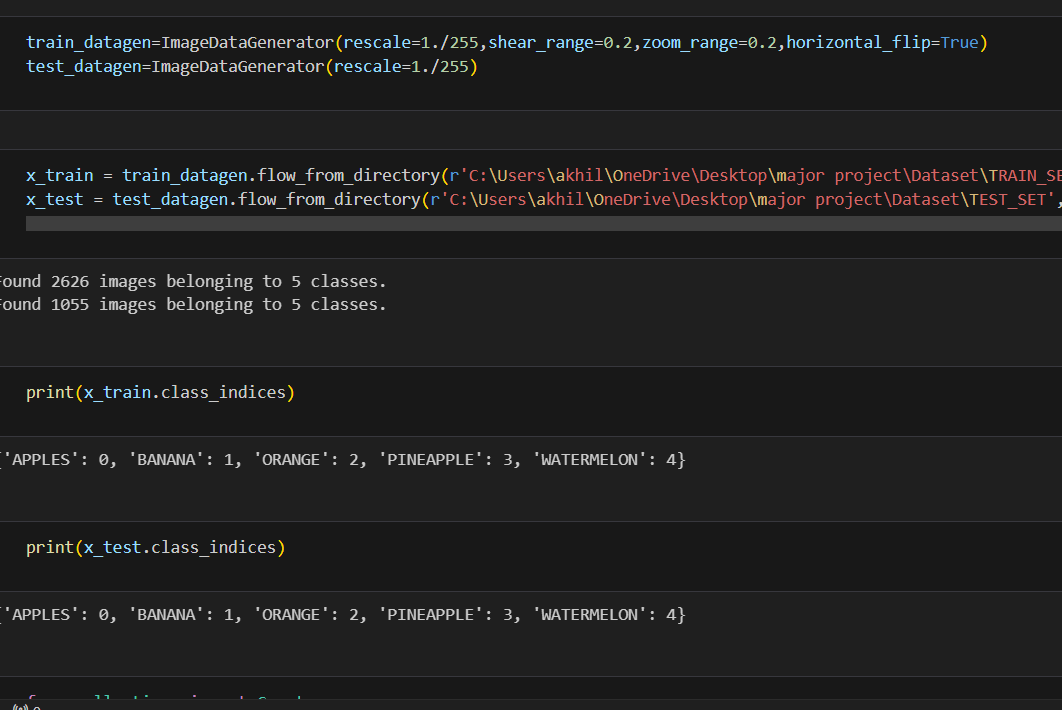 train_datagen=ImageDataGenerator(rescale=1./255,shear_range=0.2,zoom_range=0.2,horizontal_flip=True)
test_datagen=ImageDataGenerator(rescale=1./255)
x_train = train_datagen.flow_from_directory(r'C:\Users\akhil\OneDrive\Desktop\major project\Dataset\TRAIN_SE
x_test = test_datagen.flow_from_directory(r'C:\Users\akhil\OneDrive\Desktop\major project\Dataset\TEST_SET',
Found 2626 images belonging to 5 classes.
Found 1055 images belonging to 5 classes.
print(x_train.class_indices)
{'APPLES': 0, 'BANANA': 1, 'ORANGE': 2, 'PINEAPPLE': 3, 'WATERMELON': 4}
print(x_test.class_indices)
{'APPLES': 0, 'BANANA': 1, 'ORANGE': 2, 'PINEAPPLE': 3, 'WATERMELON': 4}